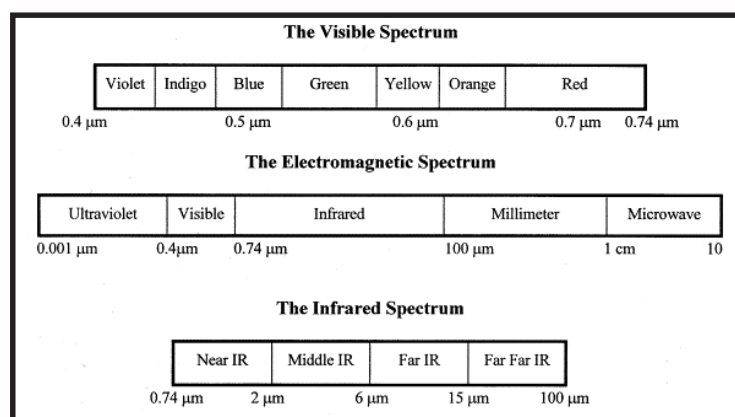 The Visible Spectrum
Violet Indigo Blue Green Yellow Orange Red
0.4 μm 0.5 μm 0.6 μm 0.7 μm 0.74 μm
The Electromagnetic Spectrum
Ultraviolet Visible Infrared Millimeter Microwave
0.001 μm 0.4μm 0.74 μm 100 μm 1 cm 10
The Infrared Spectrum
Near IR Middle IR Far IR Far Far IR
0.74 μm 2 μm 6 μm 15 μm 100 μm